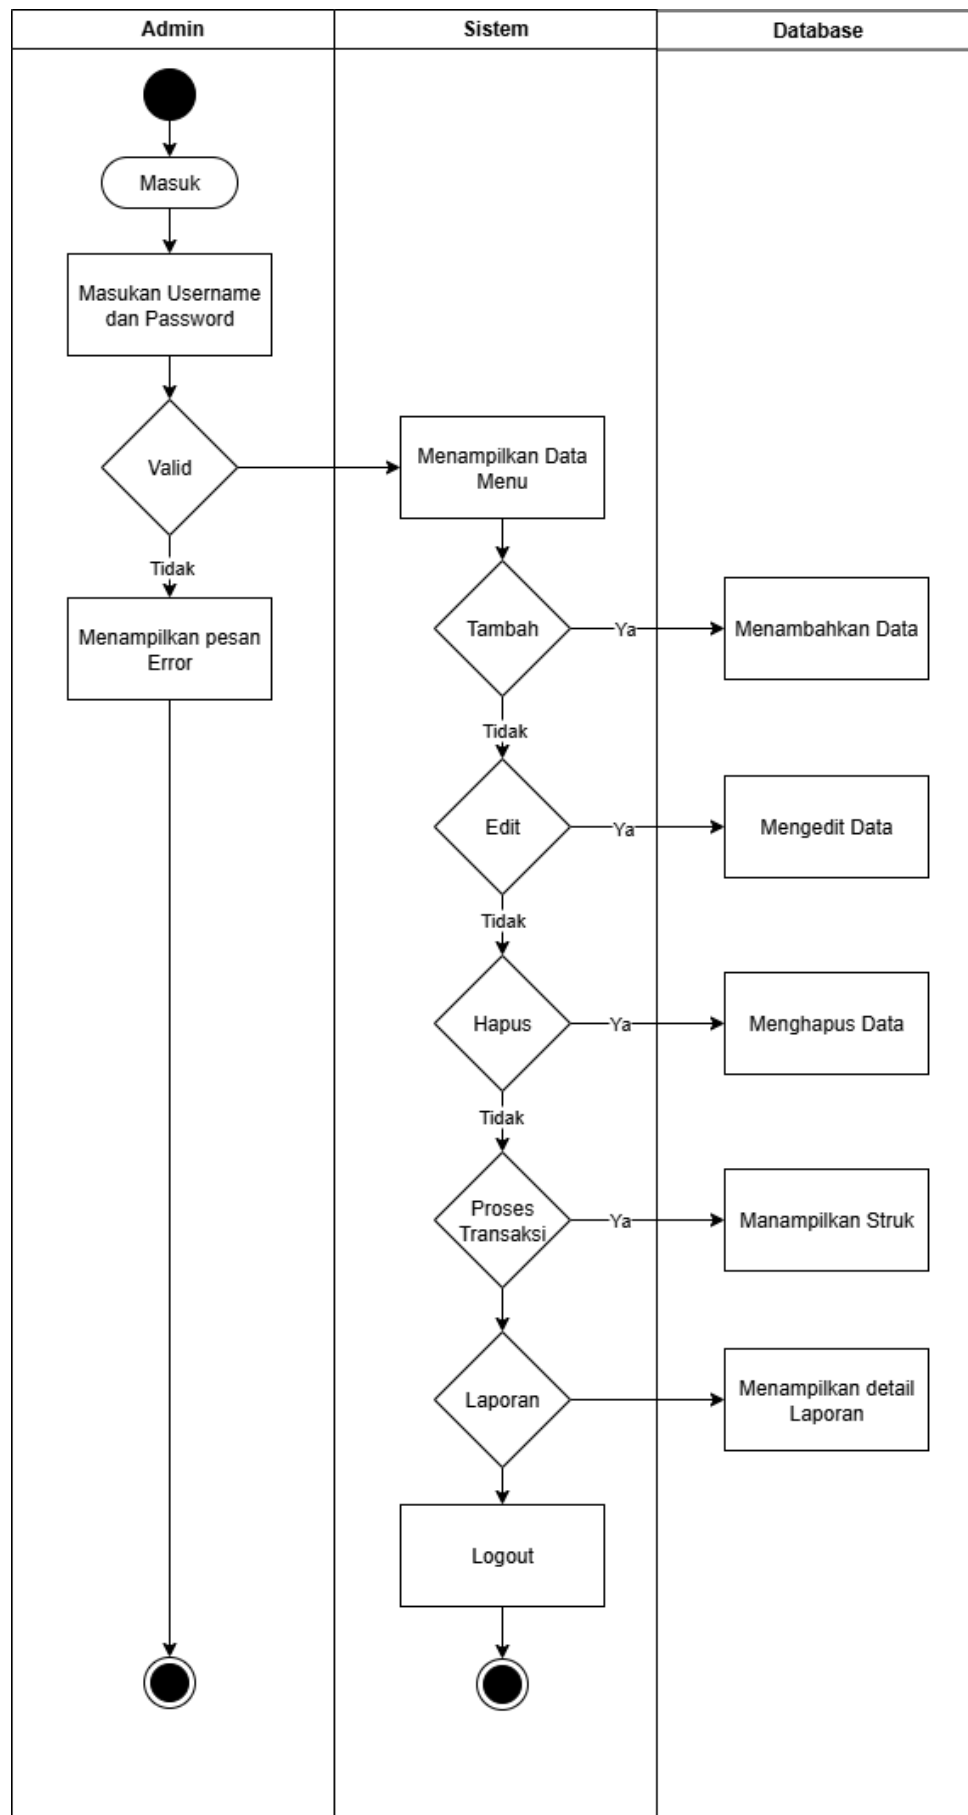 Admin
Sistem
Database
Masuk
Masukan Username
dan Password
Valid
Menampilkan Data
Menu
Tidak
Menampilkan pesan
Error
Tambah
Ya
Menambahkan Data
Tidak
Edit
Ya
Mengedit Data
Tidak
Hapus
Ya
Menghapus Data
Tidak
Proses
Transaksi
Ya
Manampilkan Struk
Laporan
Menampilkan detail
Laporan
Logout